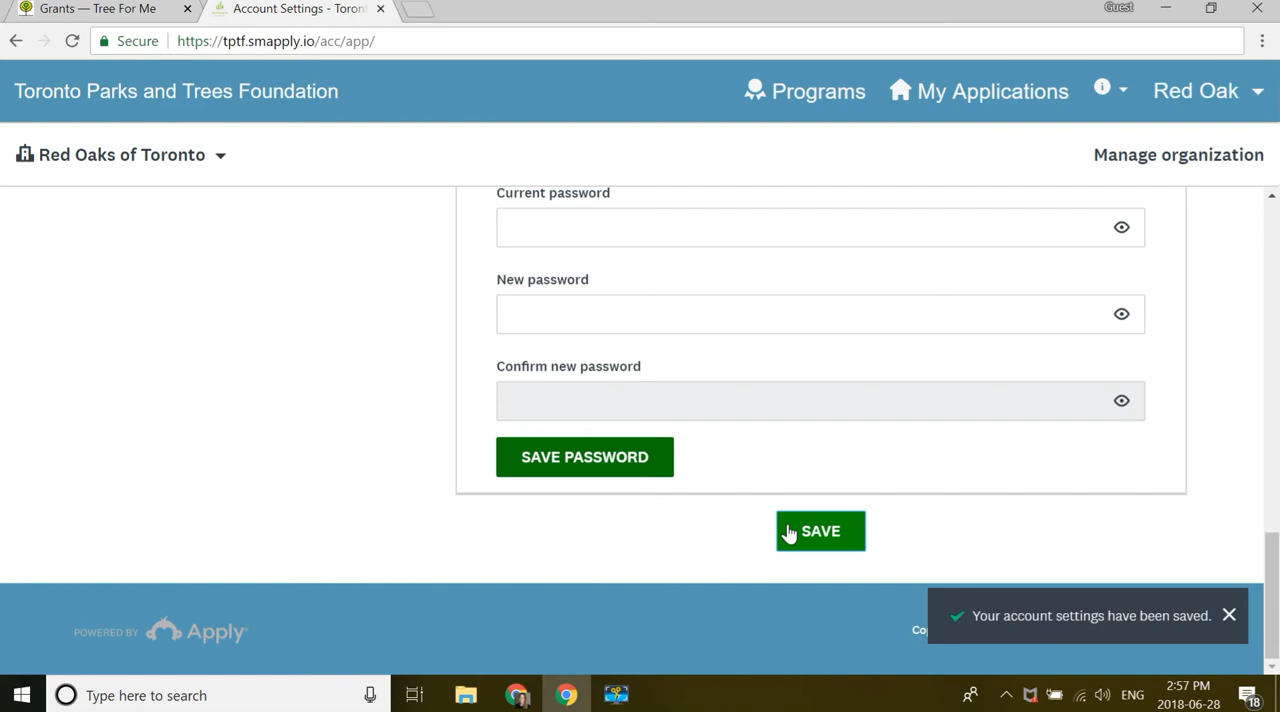 Grants — Tree For Me
Account Settings - Toron
Guest
Secure
https://tptf.smapply.io/acc/app/
Toronto Parks and Trees Foundation
Programs
My Applications
Red Oak
Red Oaks of Toronto
Manage organization
Current password
New password
Confirm new password
SAVE PASSWORD
SAVE
Your account settings have been saved.
POWERED BY Apply
Co
Type here to search
ENG
2:57 PM
2018-06-28
18